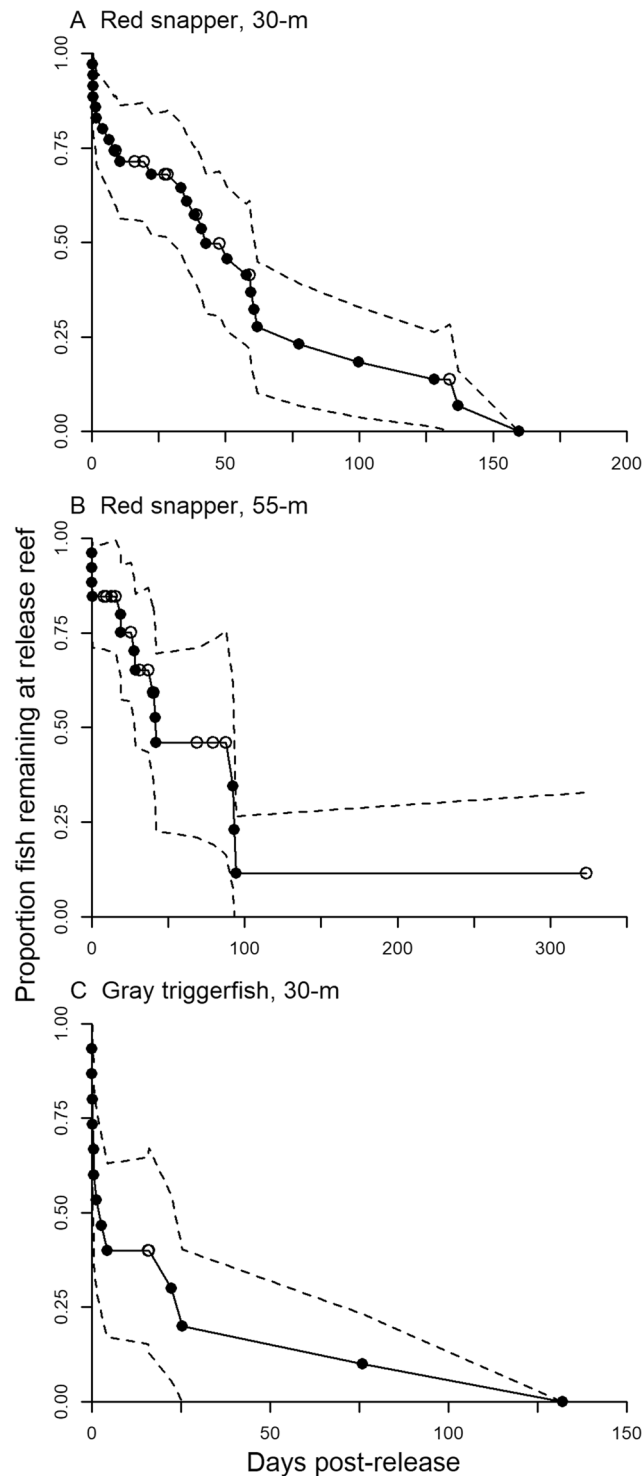 A Red snapper, 30-m
1.00
0.75
0.50
0.25
0.00
0 50 100 150 200
B Red snapper, 55-m
1.00
0.75
0.50
0.25
0.00
0 100 200 300
Proportion fish remaining at release reef
C Gray triggerfish, 30-m
1.00
0.75
0.50
0.25
0.00
0 50 100 150
Days post-release